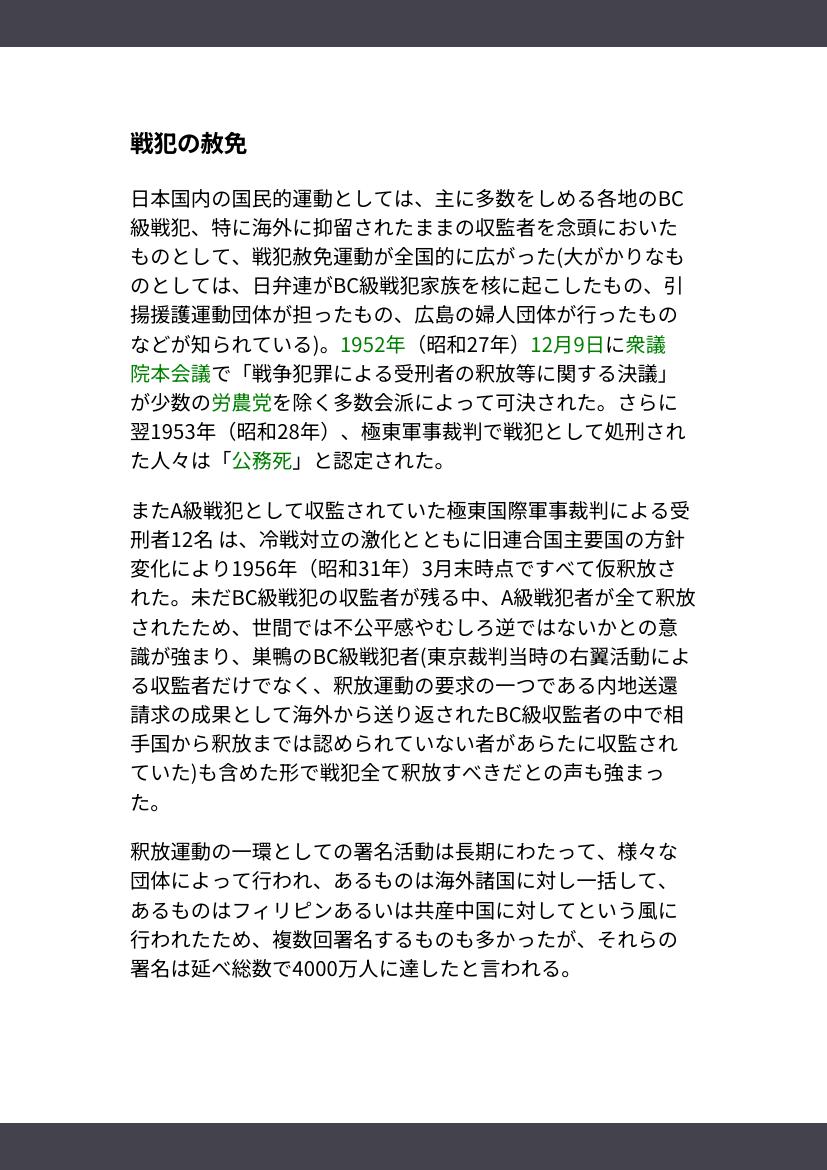 戦犯の赦免
日本国内の国民的運動としては、主に多数をしめる各地のBC
級戦犯、特に海外に抑留されたままの収監者を念頭においた
ものとして、戦犯赦免運動が全国的に広がった(大がかりなも
のとしては、日弁連がBC級戦犯家族を核に起こしたもの、引
揚援護運動団体が担ったもの、広島の婦人団体が行ったもの
などが知られている)。1952年（昭和27年）12月9日に衆議
院本会議で「戦争犯罪による受刑者の釈放等に関する決議」
が少数の労農党を除く多数会派によって可決された。さらに
翌1953年（昭和28年）、極東軍事裁判で戦犯として処刑され
た人々は「公務死」と認定された。
またA級戦犯として収監されていた極東国際軍事裁判による受
刑者12名 は、冷戦対立の激化とともに旧連合国主要国の方針
変化により1956年（昭和31年）3月末時点ですべて仮釈放さ
れた。未だBC級戦犯の収監者が残る中、A級戦犯者が全て釈放
されたため、世間では不公平感やむしろ逆ではないかとの意
識が強まり、巣鴨のBC級戦犯者(東京裁判当時の右翼活動によ
る収監者だけでなく、釈放運動の要求の一つである内地送還
請求の成果として海外から送り返されたBC級収監者の中で相
手国から釈放までは認められていない者があらたに収監され
ていた)も含めた形で戦犯全て釈放すべきだとの声も強まっ
た。
釈放運動の一環としての署名活動は長期にわたって、様々な
団体によって行われ、あるものは海外諸国に対し一括して、
あるものはフィリピンあるいは共産中国に対してという風に
行われたため、複数回署名するものも多かったが、それらの
署名は延べ総数で4000万人に達したと言われる。